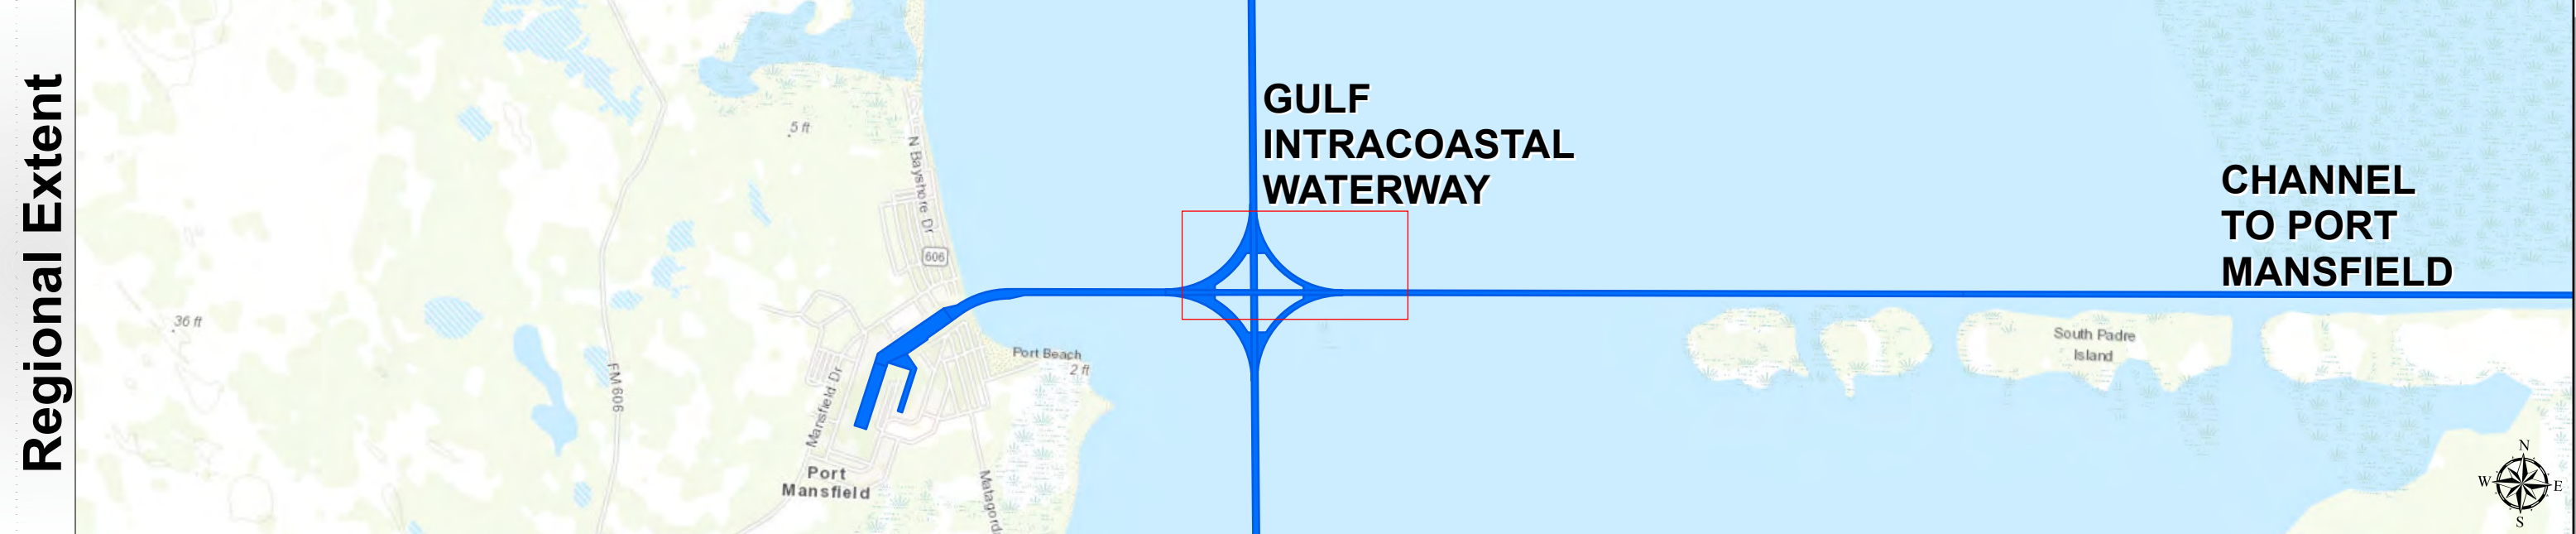 Regional Extent
GULF
INTRACOASTAL
WATERWAY
CHANNEL
TO PORT
MANSFIELD
5 ft
N Bayshore Dr
606
36 ft
FM 606
Mansfield Dr
Port Beach
2 ft
South Padre
Island
Port
Mansfield
Matagord
N
W
E
S